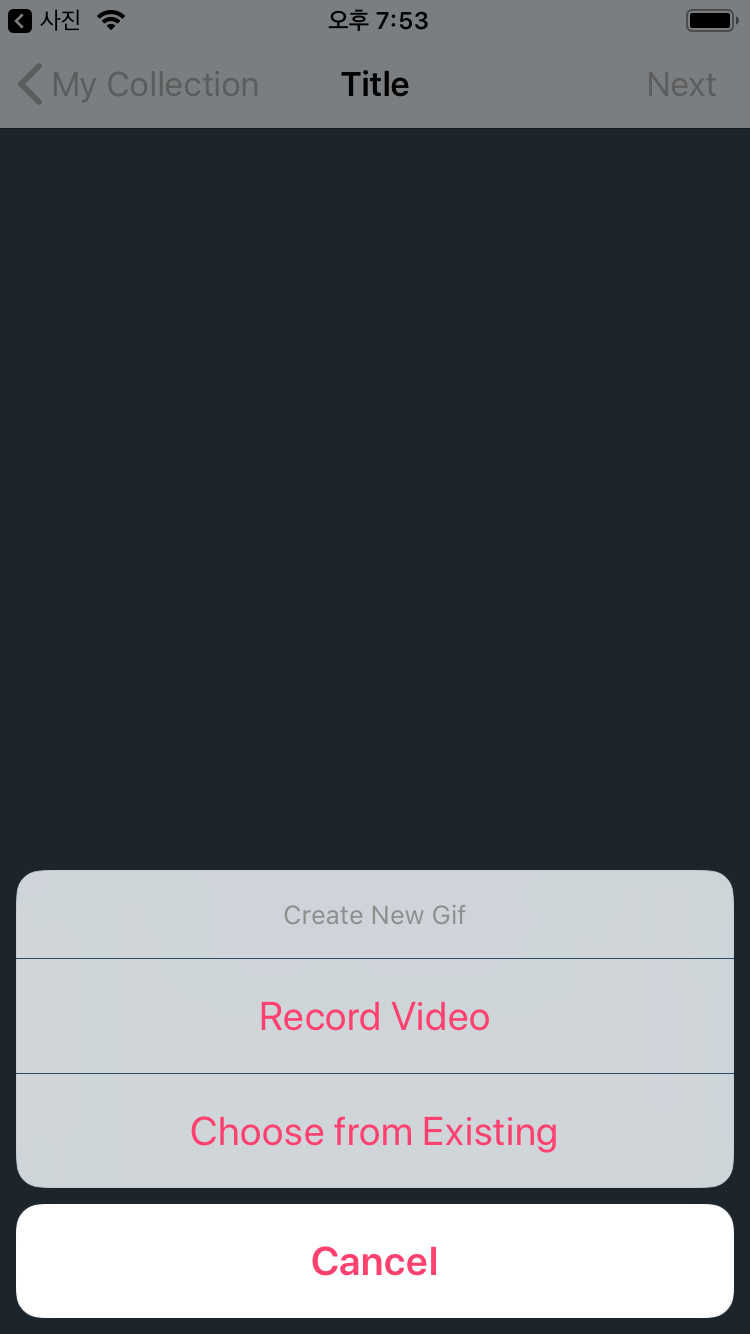 사진 오후 7:53
My Collection Title Next
Create New Gif
Record Video
Choose from Existing
Cancel